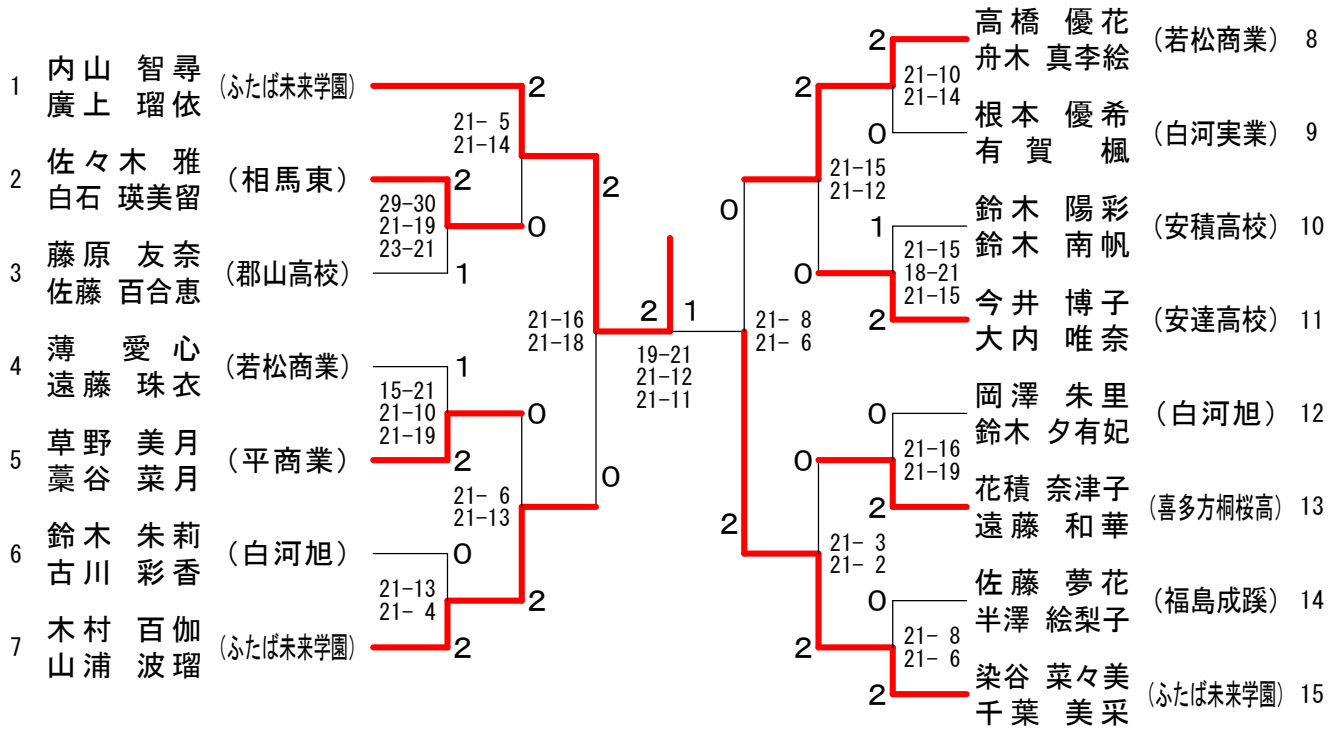 1 内山 智尋 (ふたば未来学園)
廣上 瑠依
2
21- 5
21-14
2 佐々木 雅 (相馬東)
白石 瑛美留
2
29-30
21-19
23-21
0
3 藤原 友奈 (郡山高校)
佐藤 百合恵
1
2
21-16
21-18
4 薄 愛心 (若松商業)
遠藤 珠衣
1
15-21
21-10
21-19
0
5 草野 美月 (平商業)
藁谷 菜月
2
21- 6
21-13
0
6 鈴木 朱莉 (白河旭)
古川 彩香
0
21-13
21- 4
2
7 木村 百伽 (ふたば未来学園)
山浦 波瑠
2
2 1
19-21
21-12
21-11
高橋 優花 (若松商業) 8
舟木 真李絵
2
21-10
21-14
2
根本 優希 (白河実業) 9
有賀 楓
0
21-15
21-12
0
鈴木 陽彩 (安積高校) 10
鈴木 南帆
1
21-15
18-21
21-15
0
今井 博子 (安達高校) 11
大内 唯奈
2
21- 8
21- 6
岡澤 朱里 (白河旭) 12
鈴木 夕有妃
0
21-16
21-19
0
花積 奈津子 (喜多方桐桜高) 13
遠藤 和華
2
2
21- 3
21- 2
佐藤 夢花 (福島成蹊) 14
半澤 絵梨子
0
21- 8
21- 6
2
染谷 菜々美 (ふたば未来学園) 15
千葉 美采
2